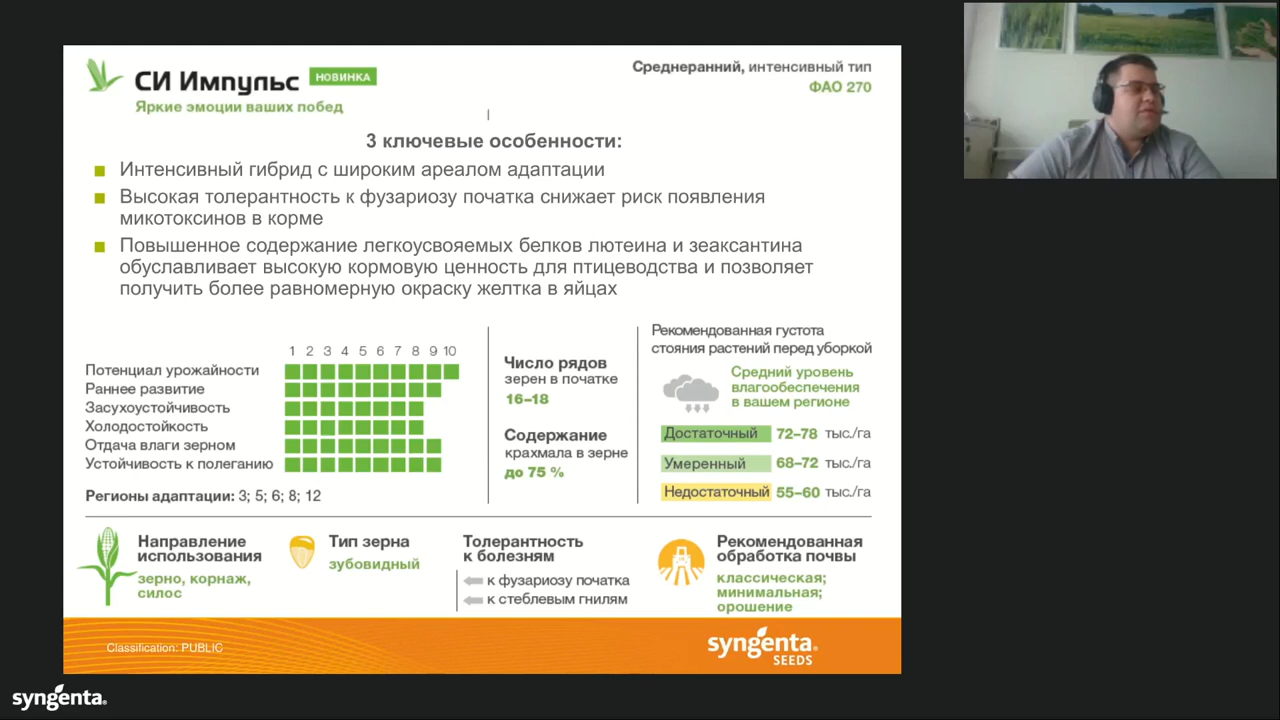 СИ Импульс НОВИНКА
Яркие эмоции ваших побед
Среднеранний, интенсивный тип
ФАО 270
3 ключевые особенности:
Интенсивный гибрид с широким ареалом адаптации
Высокая толерантность к фузариозу початка снижает риск появления
микотоксинов в корме
Повышенное содержание легкоусвояемых белков лютеина и зеаксантина
обуславливает высокую кормовую ценность для птицеводства и позволяет
получить более равномерную окраску желтка в яйцах
1 2 3 4 5 6 7 8 9 10
Потенциал урожайности
Раннее развитие
Засухоустойчивость
Холодостойкость
Отдача влаги зерном
Устойчивость к полеганию
Регионы адаптации: 3; 5; 6; 8; 12
Число рядов
зерен в початке
16–18
Содержание
крахмала в зерне
до 75 %
Рекомендованная густота
стояния растений перед уборкой
Средний уровень
влагообеспечения
в вашем регионе
Достаточный 72–78 тыс./га
Умеренный 68–72 тыс./га
Недостаточный 55–60 тыс./га
Направление
использования
зерно, корнаж,
силос
Тип зерна
зубовидный
Толерантность
к болезням
к фузариозу початка
к стеблевым гнилям
Рекомендованная
обработка почвы
классическая;
минимальная;
орошение
Classification: PUBLIC
syngenta.
SEEDS
syngenta.